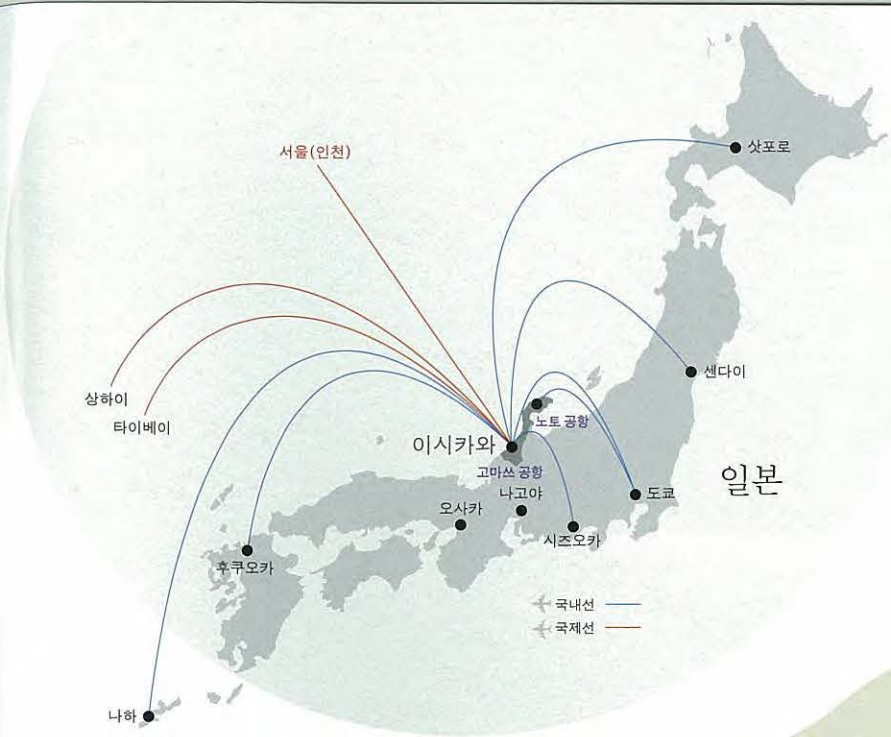 삿포로
서울(인천)
센다이
상하이
타이베이
노토 공항
이시카와
고마쓰 공항
일본
나고야
도쿄
오사카
시즈오카
후쿠오카
국내선
국제선
나하